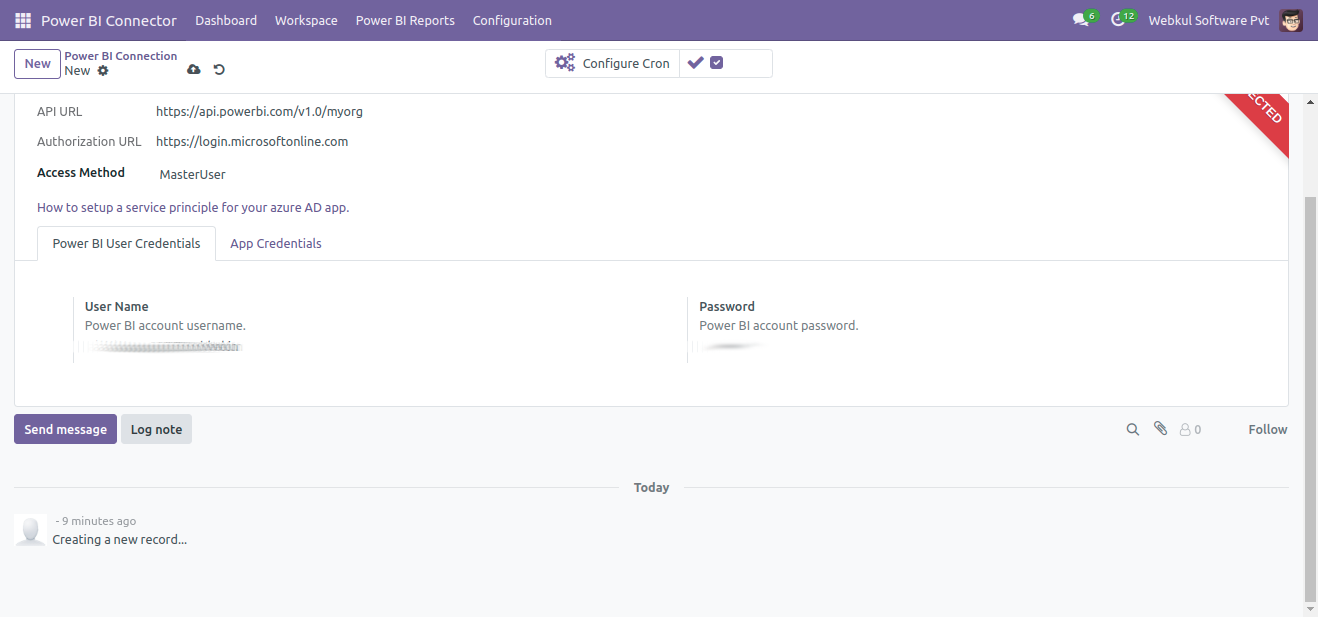 Power BI Connector Dashboard Workspace Power BI Reports Configuration 6 12 Webkul Software Pvt
New Power BI Connection
New
Configure Cron
API URL https://api.powerbi.com/v1.0/myorg
Authorization URL https://login.microsoftonline.com
Access Method MasterUser
How to setup a service principle for your azure AD app.
Power BI User Credentials App Credentials
User Name Password
Power BI account username. Power BI account password.
Send message Log note 0 Follow
Today
- 9 minutes ago
Creating a new record...